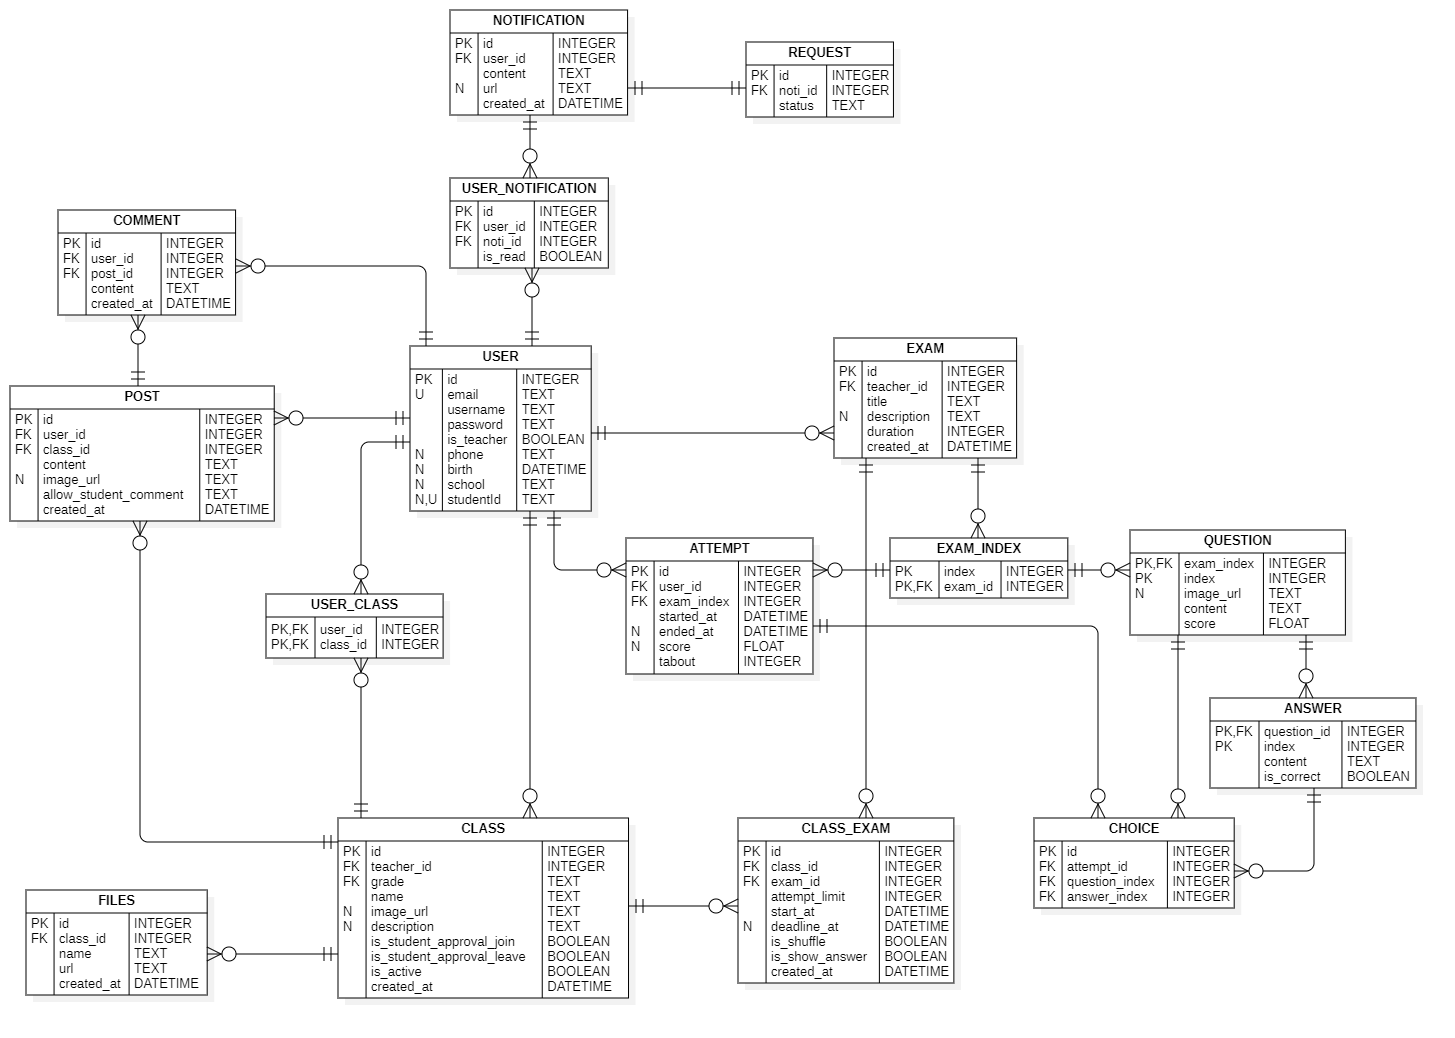 NOTIFICATION
PK id INTEGER
FK user_id INTEGER
content TEXT
N url TEXT
created_at DATETIME
REQUEST
PK id INTEGER
FK noti_id INTEGER
status TEXT
USER_NOTIFICATION
PK id INTEGER
FK user_id INTEGER
FK noti_id INTEGER
is_read BOOLEAN
COMMENT
PK id INTEGER
FK user_id INTEGER
FK post_id INTEGER
content TEXT
created_at DATETIME
USER
PK id INTEGER
U email TEXT
username TEXT
password TEXT
is_teacher BOOLEAN
N phone TEXT
N birth DATETIME
N school TEXT
N,U studentId TEXT
EXAM
PK id INTEGER
FK teacher_id INTEGER
title TEXT
N description TEXT
duration INTEGER
created_at DATETIME
POST
PK id INTEGER
FK user_id INTEGER
FK class_id INTEGER
content TEXT
N image_url TEXT
allow_student_comment TEXT
created_at DATETIME
ATTEMPT
PK id INTEGER
FK user_id INTEGER
FK exam_index INTEGER
started_at DATETIME
N ended_at DATETIME
N score FLOAT
tabout INTEGER
EXAM_INDEX
PK index INTEGER
PK,FK exam_id INTEGER
QUESTION
PK,FK exam_index INTEGER
PK index INTEGER
N image_url TEXT
content TEXT
score FLOAT
USER_CLASS
PK,FK user_id INTEGER
PK,FK class_id INTEGER
ANSWER
PK,FK question_id INTEGER
PK index INTEGER
content TEXT
is_correct BOOLEAN
CLASS
PK id INTEGER
FK teacher_id INTEGER
FK grade TEXT
name TEXT
N image_url TEXT
N description TEXT
is_student_approval_join BOOLEAN
is_student_approval_leave BOOLEAN
is_active BOOLEAN
created_at DATETIME
CLASS_EXAM
PK id INTEGER
FK class_id INTEGER
FK exam_id INTEGER
attempt_limit INTEGER
start_at DATETIME
N deadline_at DATETIME
is_shuffle BOOLEAN
is_show_answer BOOLEAN
created_at DATETIME
CHOICE
PK id INTEGER
FK attempt_id INTEGER
FK question_index INTEGER
FK answer_index INTEGER
FILES
PK id INTEGER
FK class_id INTEGER
name TEXT
url TEXT
created_at DATETIME